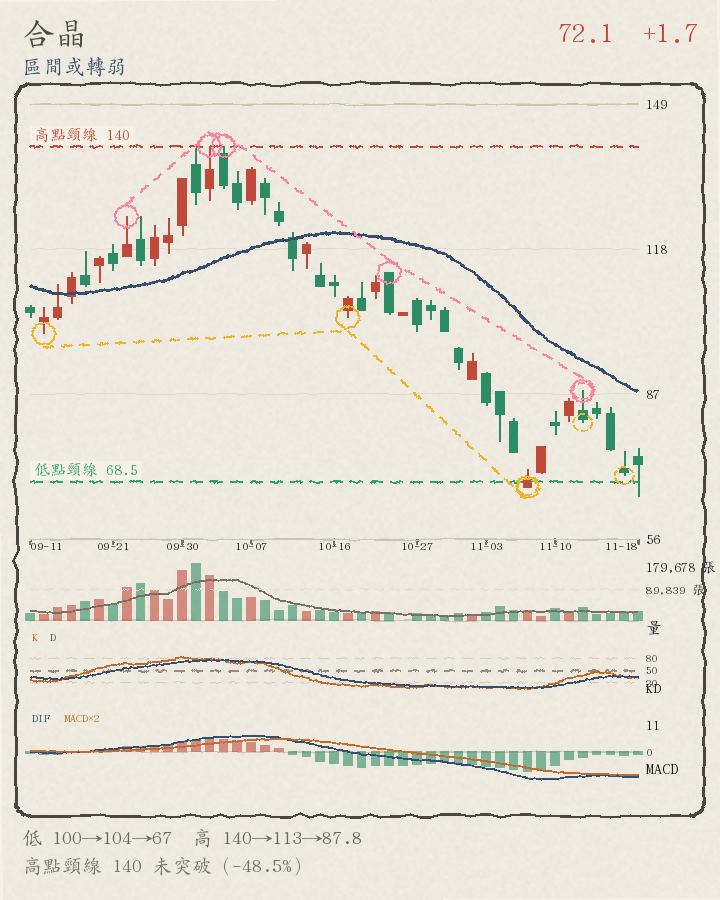 合晶
72.1 +1.7
區間或轉弱
149
高點頸線 140
118
87
低點頸線 68.5
56
09-11 09-21 09-30 10-07 10-16 10-27 11-03 11-10 11-18
179,678 張
89,839 張
量
K D
80
50
20
KD
DIF MACD×2
11
0
MACD
低 100→104→67 高 140→113→87.8
高點頸線 140 未突破 (-48.5%)